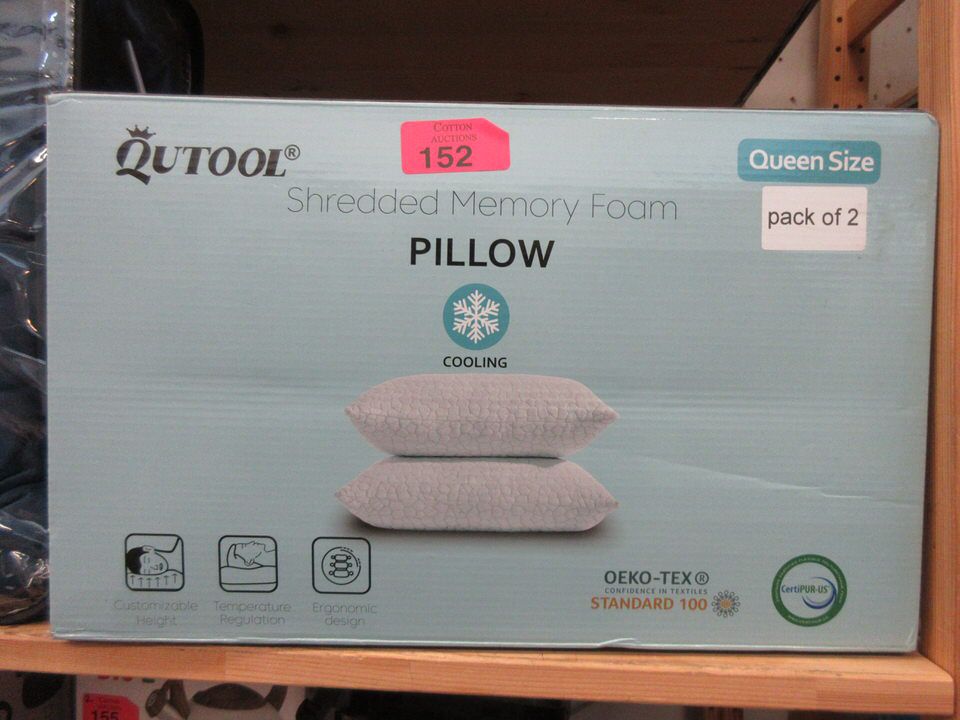 QUTOOL®
COTTON
AUCTIONS
152
Queen Size
pack of 2
Shredded Memory Foam
PILLOW
COOLING
Customizable
Height
Temperature
Regulation
Ergonomic
design
OEKO-TEX®
CONFIDENCE IN TEXTILES
STANDARD 100
CertiPUR-US®
155